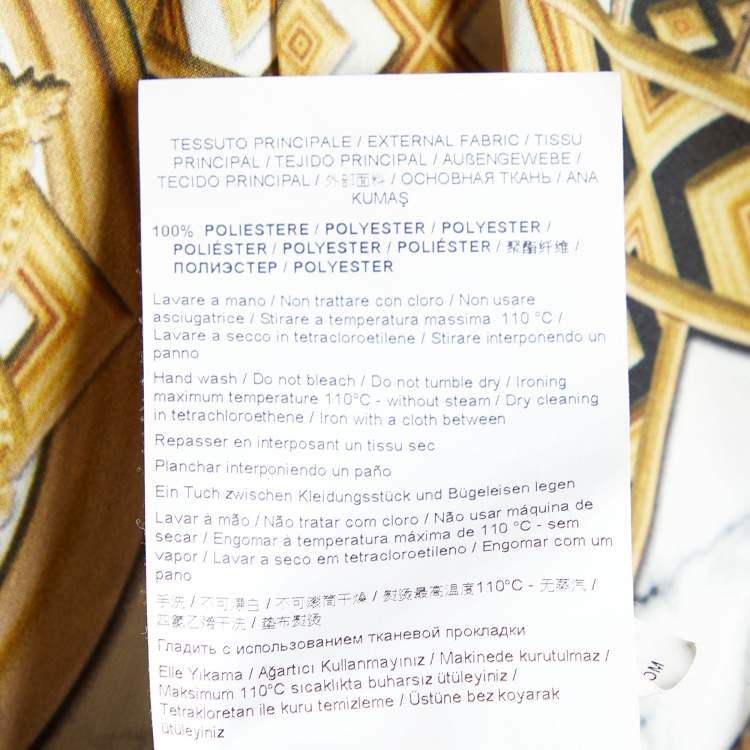 TESSUTO PRINCIPALE / EXTERNAL FABRIC / TISSU
PRINCIPAL / TEJIDO PRINCIPAL / AUßENGEWEBE /
TECIDO PRINCIPAL / 外部面料 / ОСНОВНАЯ ТКАНЬ / ANA
KUMAŞ
100% POLIESTERE / POLYESTER / POLYESTER /
POLIÉSTER / POLYESTER / POLIÉSTER / 聚酯纤维 /
ПОЛИЭСТЕР / POLYESTER
Lavare a mano / Non trattare con cloro / Non usare
asciugatrice / Stirare a temperatura massima 110 °C /
Lavare a secco in tetracloroetilene / Stirare interponendo un
panno
Hand wash / Do not bleach / Do not tumble dry / Ironing
maximum temperature 110°C - without steam / Dry cleaning
in tetrachloroethene / Iron with a cloth between
Repasser en interposant un tissu sec
Planchar interponiendo un paño
Ein Tuch zwischen Kleidungsstück und Bügeleisen legen
Lavar à mão / Não tratar com cloro / Não usar máquina de
secar / Engomar à temperatura máxima de 110 °C - sem
vapor / Lavar a seco em tetracloroetileno / Engomar com um
pano
手洗 / 不可漂白 / 不可滚筒干燥 / 熨烫最高温度110°C - 无蒸汽 /
四氯乙烯干洗 / 垫布熨烫
Гладить с использованием тканевой прокладки
Elle Yıkama / Ağartıcı Kullanmayınız / Makinede kurutulmaz /
Maksimum 110°C sıcaklıkta buharsız ütüleyiniz /
Tetrakloretan ile kuru temizleme / Üstüne bez koyarak
ütüleyiniz